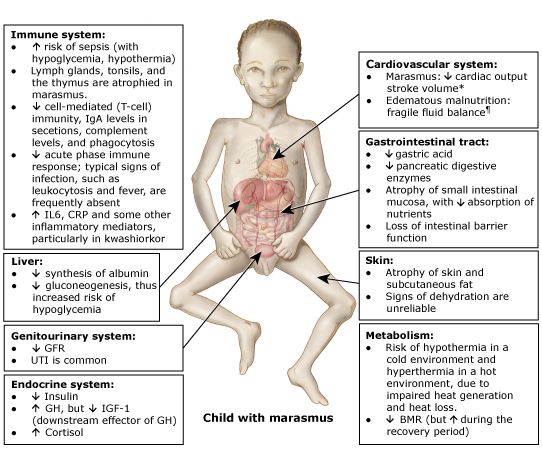 Immune system:
● ↑ risk of sepsis (with
hypoglycemia, hypothermia)
● Lymph glands, tonsils, and
the thymus are atrophied in
marasmus.
● ↓ cell-mediated (T-cell)
immunity, IgA levels in
secetions, complement
levels, and phagocytosis
● ↓ acute phase immune
response; typical signs of
infection, such as
leukocytosis and fever, are
frequently absent
● ↑ IL6, CRP and some other
inflammatory mediators,
particularly in kwashiorkor
Liver:
● ↓ synthesis of albumin
● ↓ gluconeogenesis, thus
increased risk of
hypoglycemia
Genitourinary system:
● ↓ GFR
● UTI is common
Endocrine system:
● ↓ Insulin
● ↑ GH, but ↓ IGF-1
(downstream effector of GH)
● ↑ Cortisol
Child with marasmus
Cardiovascular system:
● Marasmus: ↓ cardiac output
stroke volume*
● Edematous malnutrition:
fragile fluid balance¶
Gastrointestinal tract:
● ↓ gastric acid
● ↓ pancreatic digestive
enzymes
● Atrophy of small intestinal
mucosa, with ↓ absorption of
nutrients
● Loss of intestinal barrier
function
Skin:
● Atrophy of skin and
subcutaneous fat
● Signs of dehydration are
unreliable
Metabolism:
● Risk of hypothermia in a
cold environment and
hyperthermia in a hot
environment, due to
impaired heat generation
and heat loss.
● ↓ BMR (but ↑ during the
recovery period)